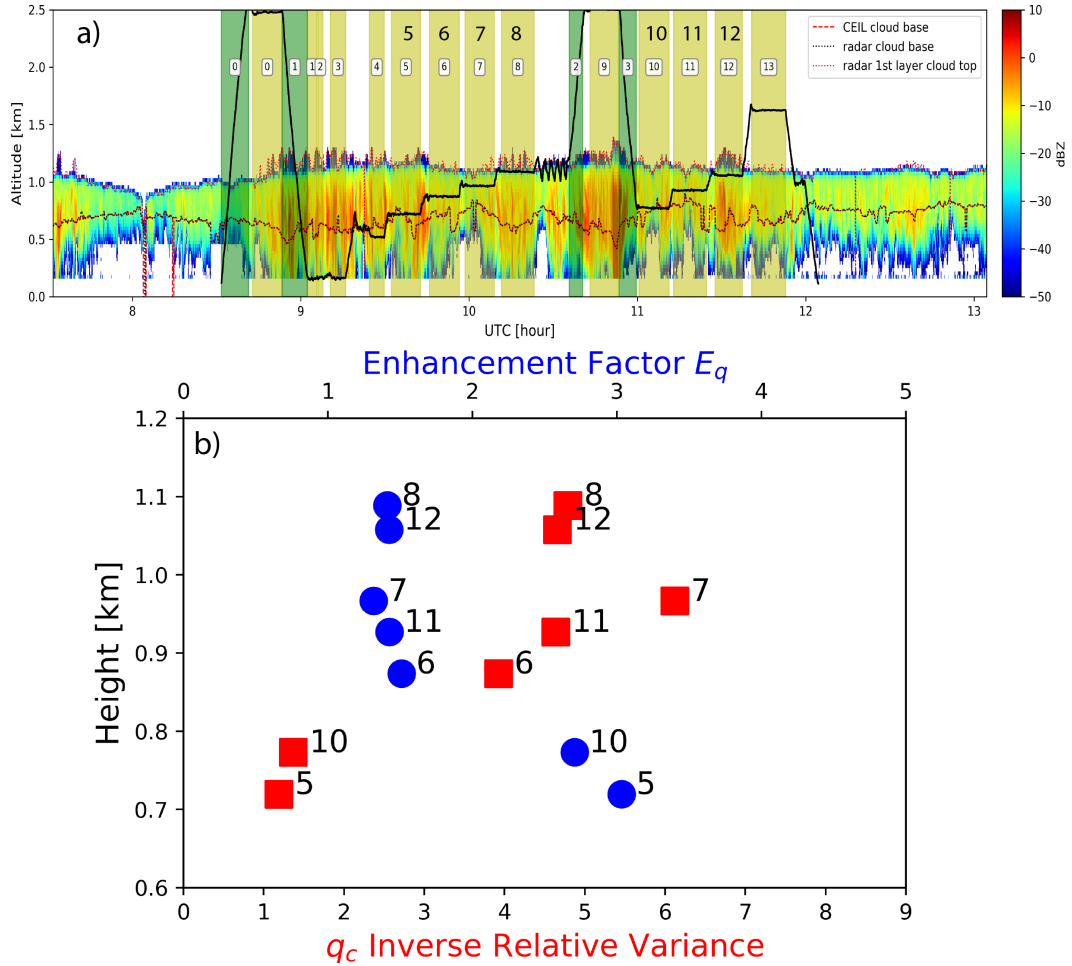 a)
2.5
2.0
1.5
1.0
0.5
0.0
Altitude [km]
5 6 7 8 10 11 12
0 0 1 1 2 3 4 5 6 7 8 2 9 3 10 11 12 13
CEIL cloud base
radar cloud base
radar 1st layer cloud top
8 9 10 11 12 13
UTC [hour]
10
0
−10
−20
−30
−40
−50
dBZ
Enhancement Factor E_q
0 1 2 3 4 5
b)
1.2
1.1
1.0
0.9
0.8
0.7
0.6
Height [km]
8 8
12 12
7 7
11 11
6 6
10 10
5 5
0 1 2 3 4 5 6 7 8 9
q_c Inverse Relative Variance